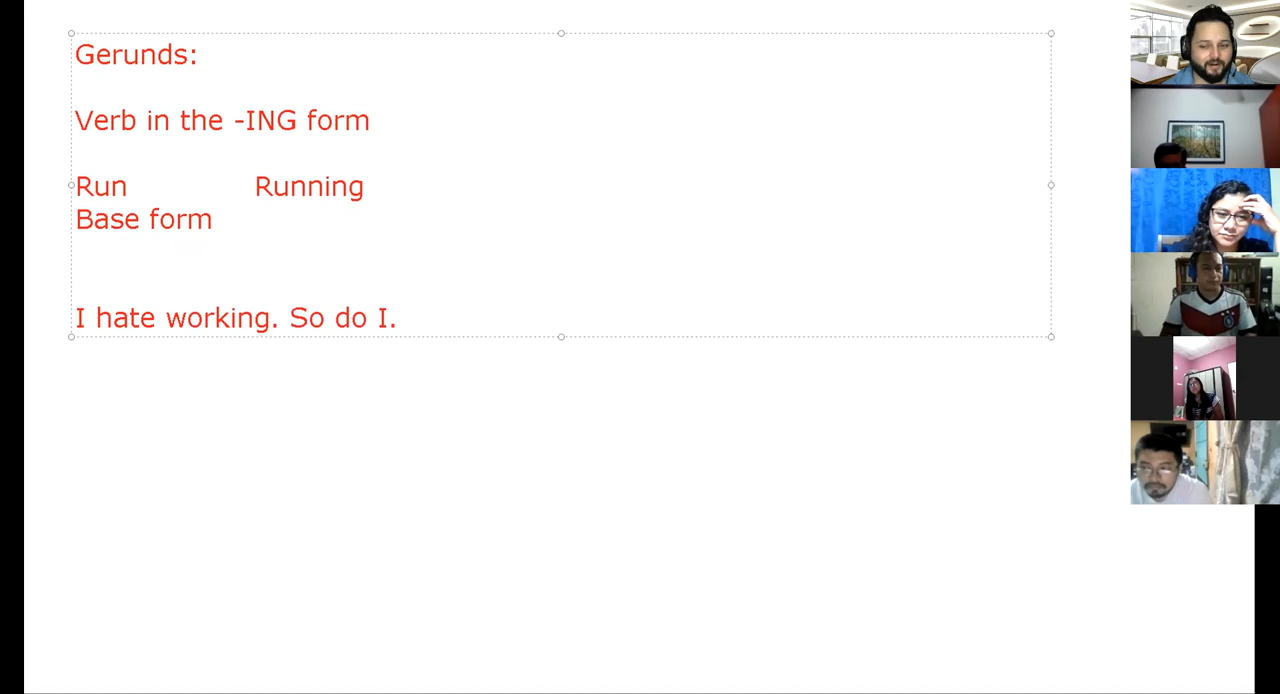 Gerunds:
Verb in the -ING form
Run Running
Base form
I hate working. So do I.